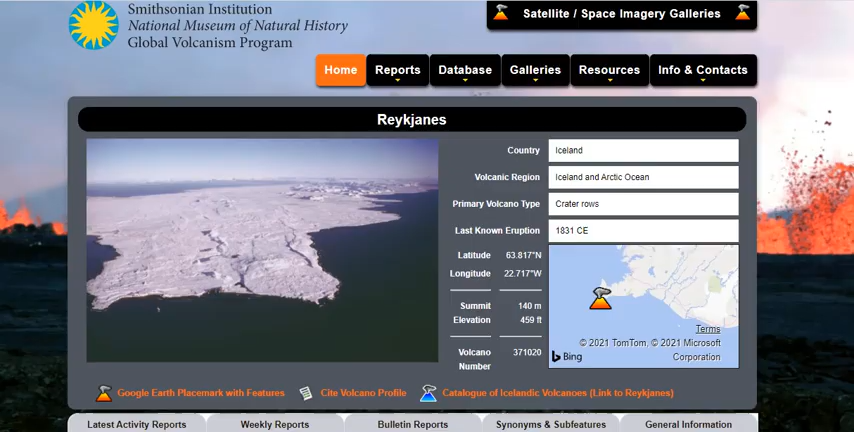 Smithsonian Institution
National Museum of Natural History
Global Volcanism Program
Satellite / Space Imagery Galleries
Home
Reports
Database
Galleries
Resources
Info & Contacts
Reykjanes
Country
Iceland
Volcanic Region
Iceland and Arctic Ocean
Primary Volcano Type
Crater rows
Last Known Eruption
1831 CE
Latitude
63.817°N
Longitude
22.717°W
Summit
Elevation
140 m
459 ft
Volcano
Number
371020
Terms
© 2021 TomTom, © 2021 Microsoft
Corporation
Bing
Google Earth Placemark with Features
Cite Volcano Profile
Catalogue of Icelandic Volcanoes (Link to Reykjanes)
Latest Activity Reports
Weekly Reports
Bulletin Reports
Synonyms & Subfeatures
General Information